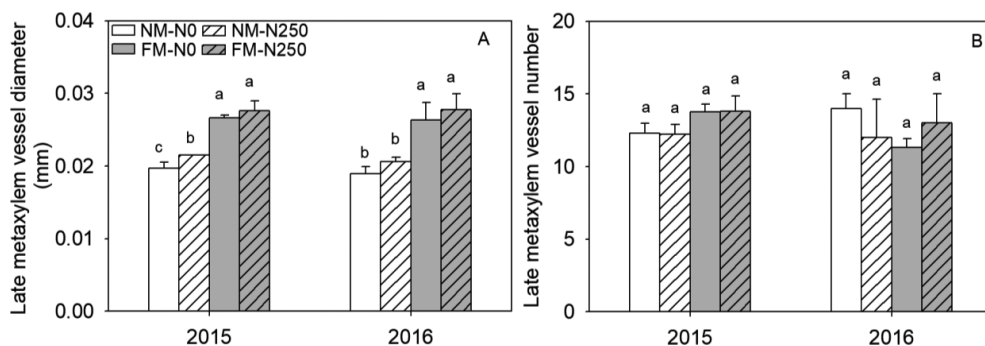 Late metaxylem vessel diameter
(mm)
0.04
0.03
0.02
0.01
0.00
NM-N0 NM-N250
FM-N0 FM-N250
A
c b a a
b b a a
2015 2016
Late metaxylem vessel number
20
15
10
5
0
B
a a a a
a a a a
2015 2016